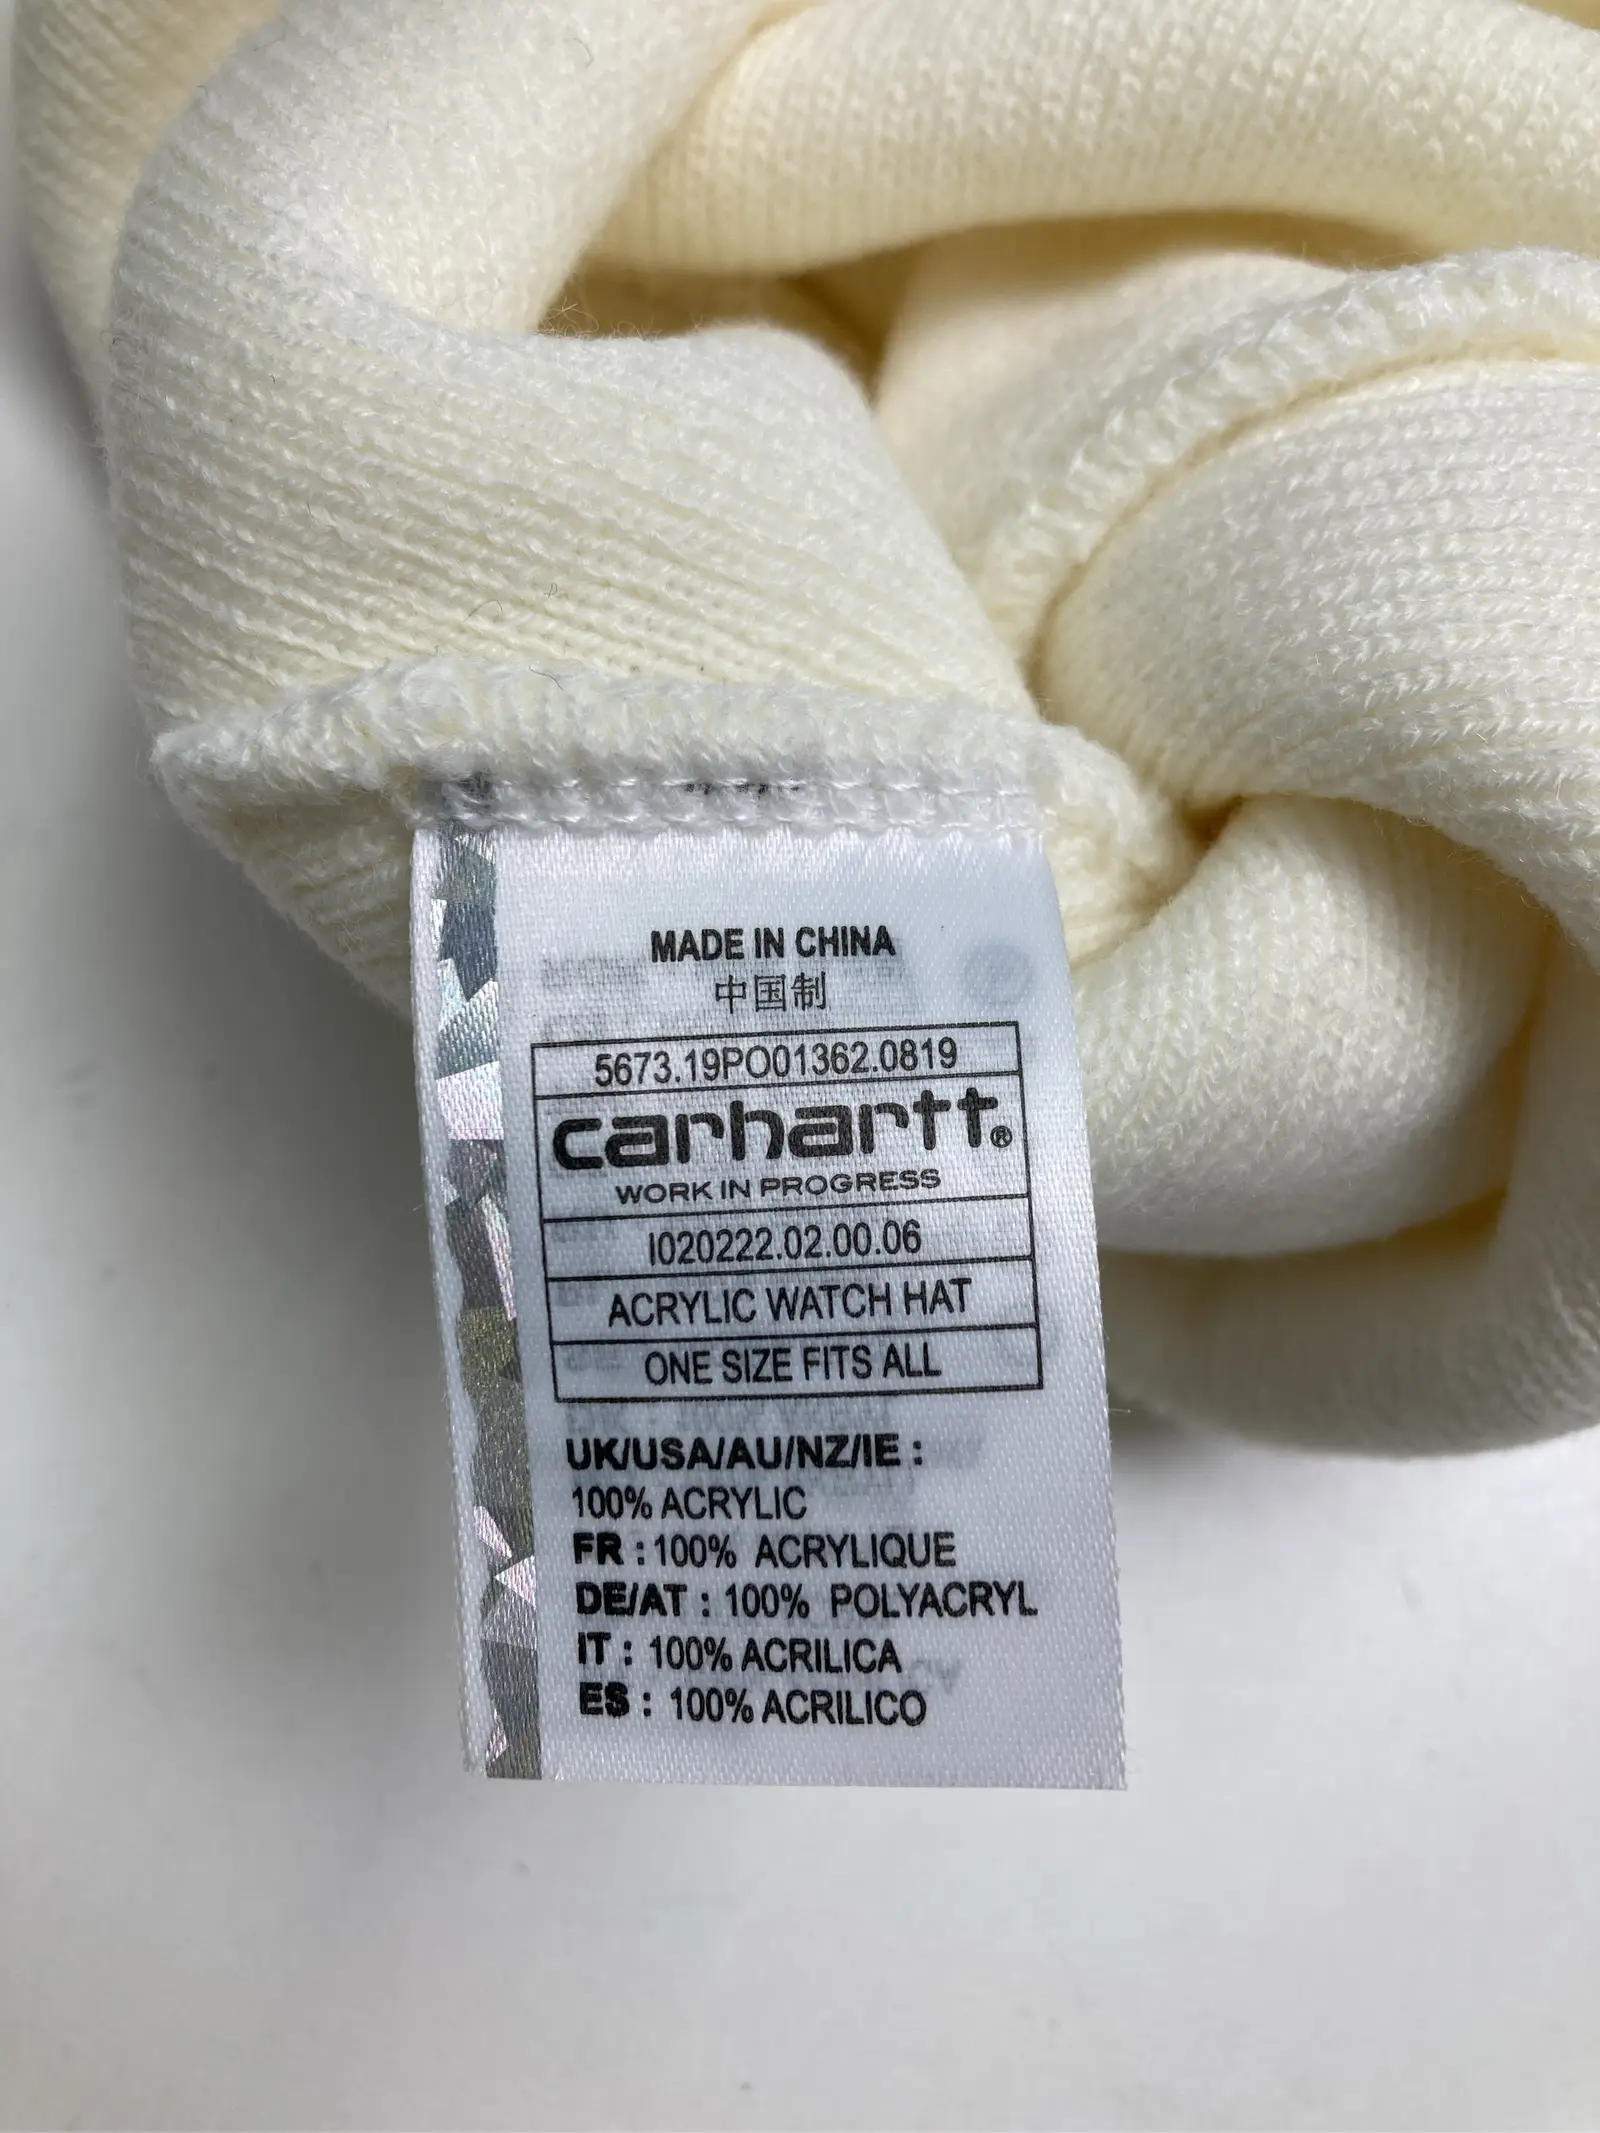 MADE IN CHINA
中国制
5673.19PO01362.0819
carhartt®
WORK IN PROGRESS
I020222.02.00.06
ACRYLIC WATCH HAT
ONE SIZE FITS ALL
UK/USA/AU/NZ/IE :
100% ACRYLIC
FR : 100% ACRYLIQUE
DE/AT : 100% POLYACRYL
IT : 100% ACRILICA
ES : 100% ACRILICO